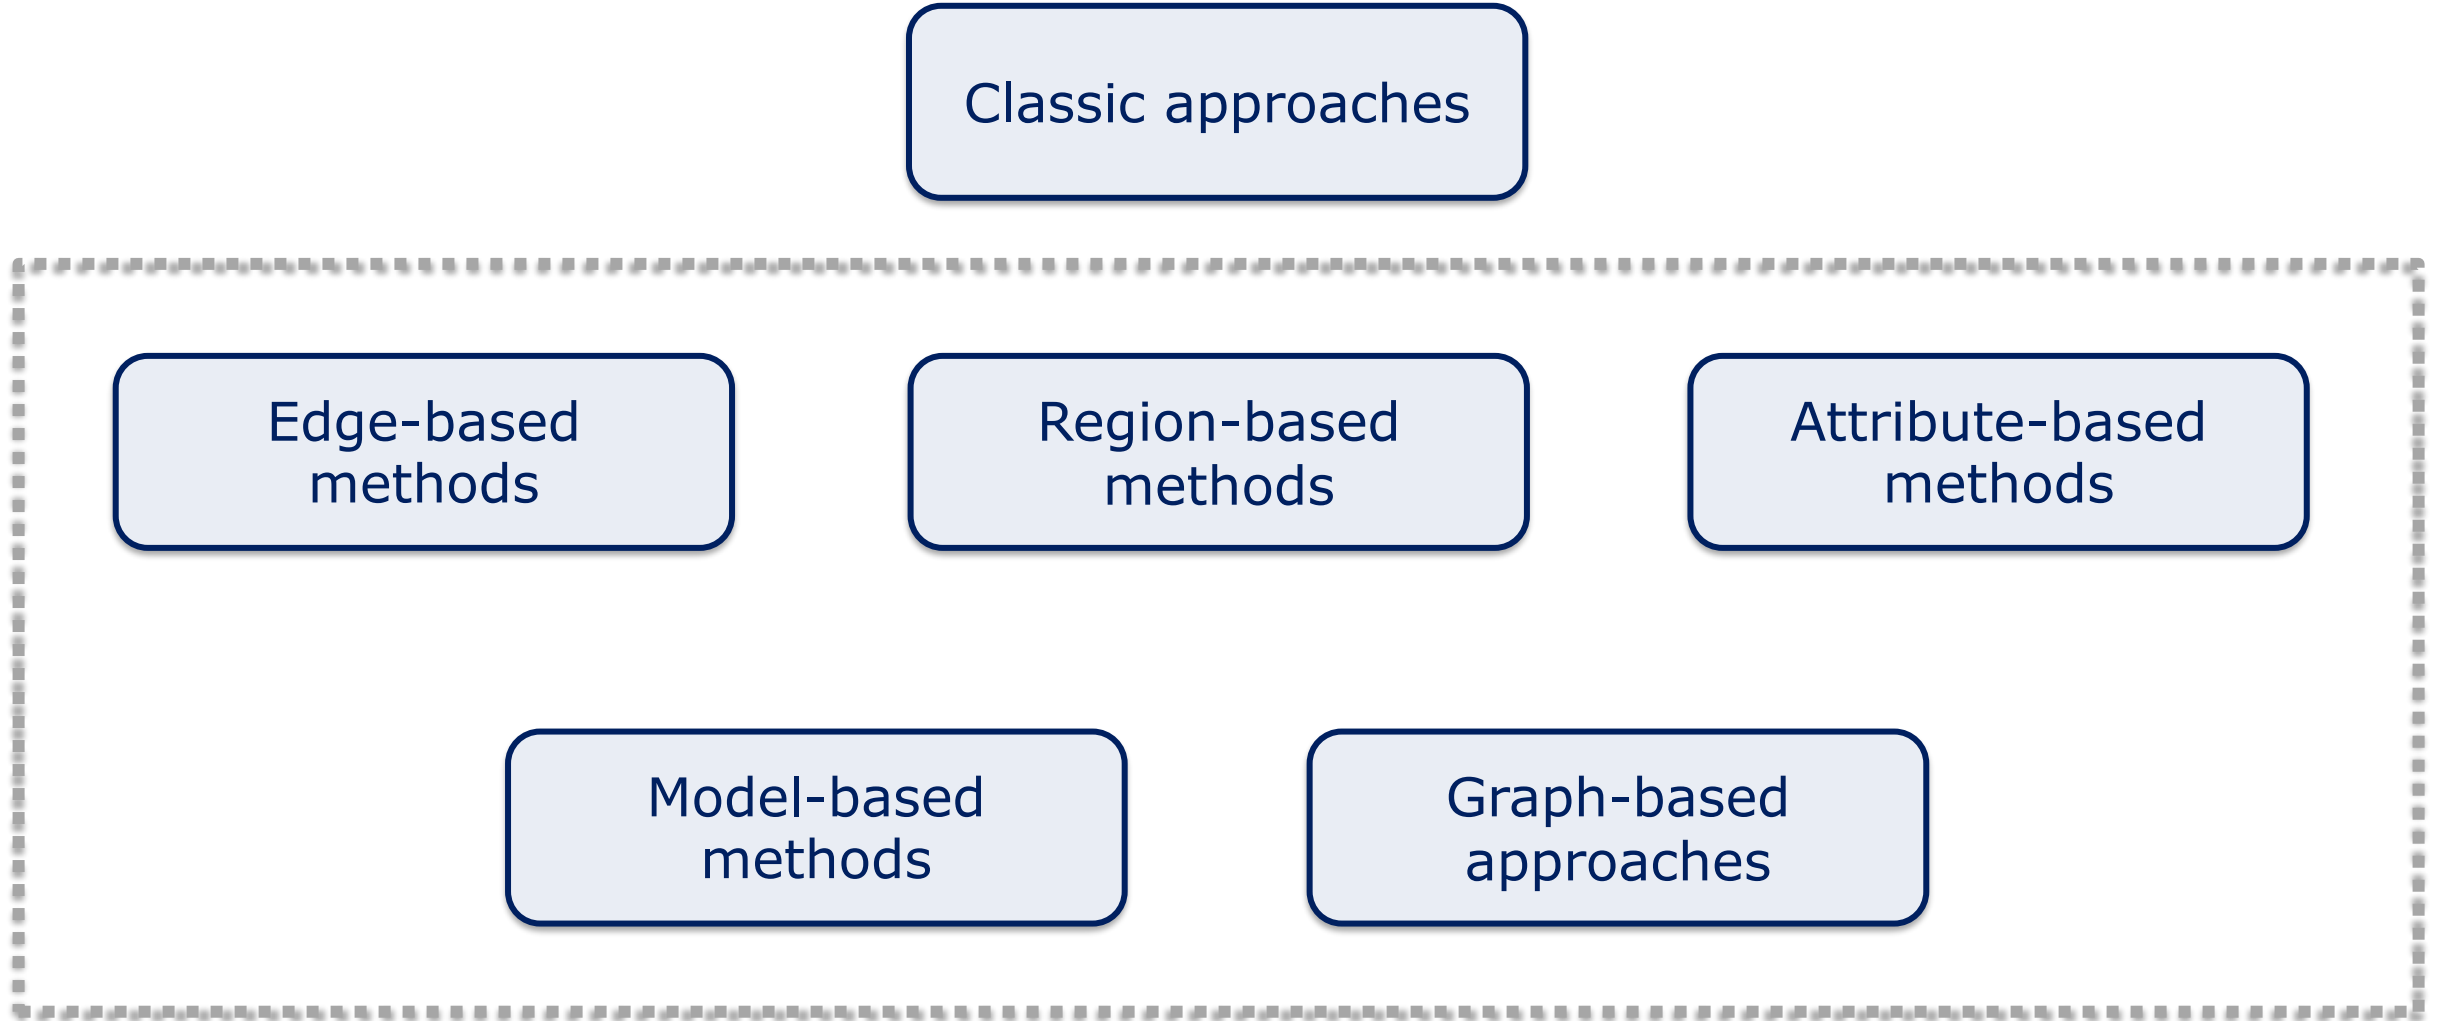 Classic approaches
Edge-based
methods
Region-based
methods
Attribute-based
methods
Model-based
methods
Graph-based
approaches